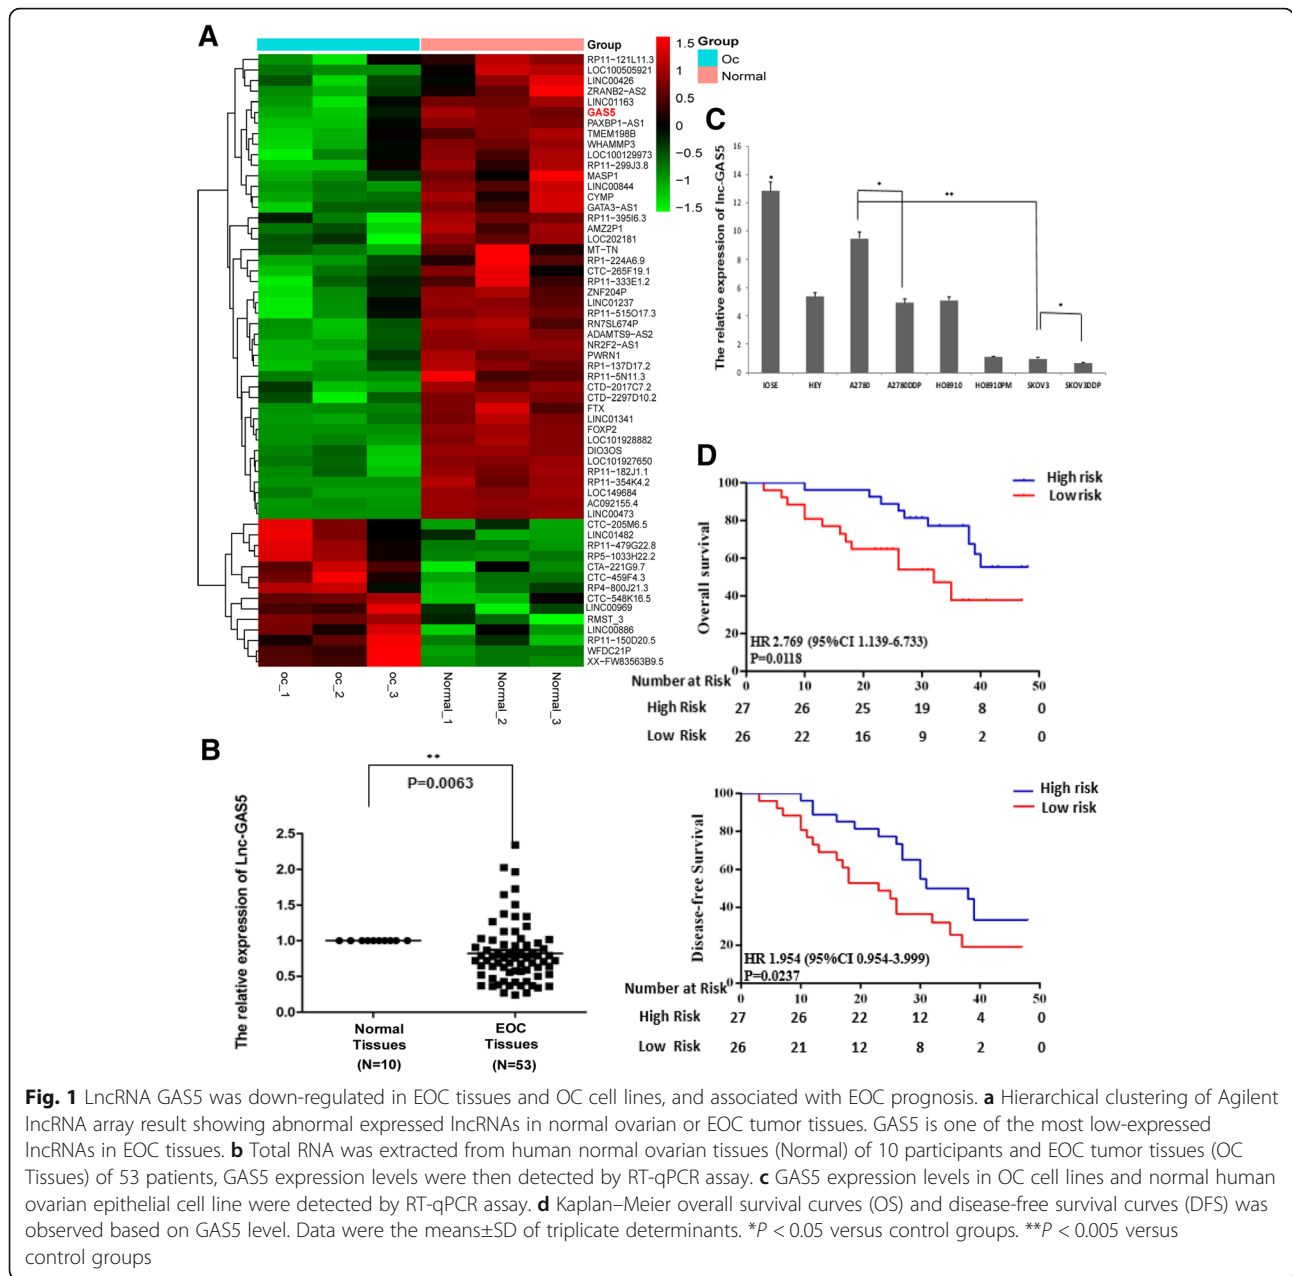 A
Group
RP11-121L11.3
LOC100505921
LINC00426
ZRANB2-AS2
LINC01163
GAS5
PAXBP1-AS1
TMEM198B
WHAMMP3
LOC100129973
RP11-299J3.8
MASP1
LINC00844
CYMP
GATA3-AS1
RP11-395I6.3
AMZ2P1
LOC202181
MT-TN
RP1-224A6.9
CTC-265F19.1
RP11-333E1.2
ZNF204P
LINC01237
RP11-515O17.3
RN7SL674P
ADAMTS9-AS2
NR2F2-AS1
PWRN1
RP1-137D17.2
RP11-5N11.3
CTD-2017C7.2
CTD-2297D10.2
FTX
LINC01341
FOXP2
LOC101928882
DIO3OS
LOC101927650
RP11-182J1.1
RP11-354K4.2
LOC149684
AC092155.4
LINC00473
CTC-205M6.5
LINC01482
RP11-479G22.8
RP5-1033H22.2
CTA-221G9.7
CTC-459F4.3
RP4-800J21.3
CTC-548K16.5
LINC00969
RMST_3
LINC00886
RP11-150D20.5
WFDC21P
XX-FW83563B9.5
oc_1
oc_2
oc_3
Normal_1
Normal_2
Normal_3
1.5
1
0.5
0
-0.5
-1
-1.5
Group
Oc
Normal
B
**
P=0.0063
The relative expression of Lnc-GAS5
2.5
2.0
1.5
1.0
0.5
0.0
Normal EOC
Tissues Tissues
(N=10) (N=53)
C
The relative expression of lnc-GAS5
16
14
12
10
8
6
4
2
0
*
*
**
*
IOSE HEY A2780 A2780DDP HO8910 HO8910PM SKOV3 SKOV3DDP
D
High risk
Low risk
Overall survival
100
80
60
40
20
0
HR 2.769 (95%CI 1.139-6.733)
P=0.0118
0 10 20 30 40 50
Number at Risk
High Risk 27 26 25 19 8 0
Low Risk 26 22 16 9 2 0
High risk
Low risk
Disease-free Survival
100
80
60
40
20
0
HR 1.954 (95%CI 0.954-3.999)
P=0.0237
0 10 20 30 40 50
Number at Risk
High Risk 27 26 22 12 4 0
Low Risk 26 21 12 8 2 0
Fig. 1 LncRNA GAS5 was down-regulated in EOC tissues and OC cell lines, and associated with EOC prognosis. a Hierarchical clustering of Agilent
lncRNA array result showing abnormal expressed lncRNAs in normal ovarian or EOC tumor tissues. GAS5 is one of the most low-expressed
lncRNAs in EOC tissues. b Total RNA was extracted from human normal ovarian tissues (Normal) of 10 participants and EOC tumor tissues (OC
Tissues) of 53 patients, GAS5 expression levels were then detected by RT-qPCR assay. c GAS5 expression levels in OC cell lines and normal human
ovarian epithelial cell line were detected by RT-qPCR assay. d Kaplan–Meier overall survival curves (OS) and disease-free survival curves (DFS) was
observed based on GAS5 level. Data were the means±SD of triplicate determinants. *P < 0.05 versus control groups. **P < 0.005 versus
control groups